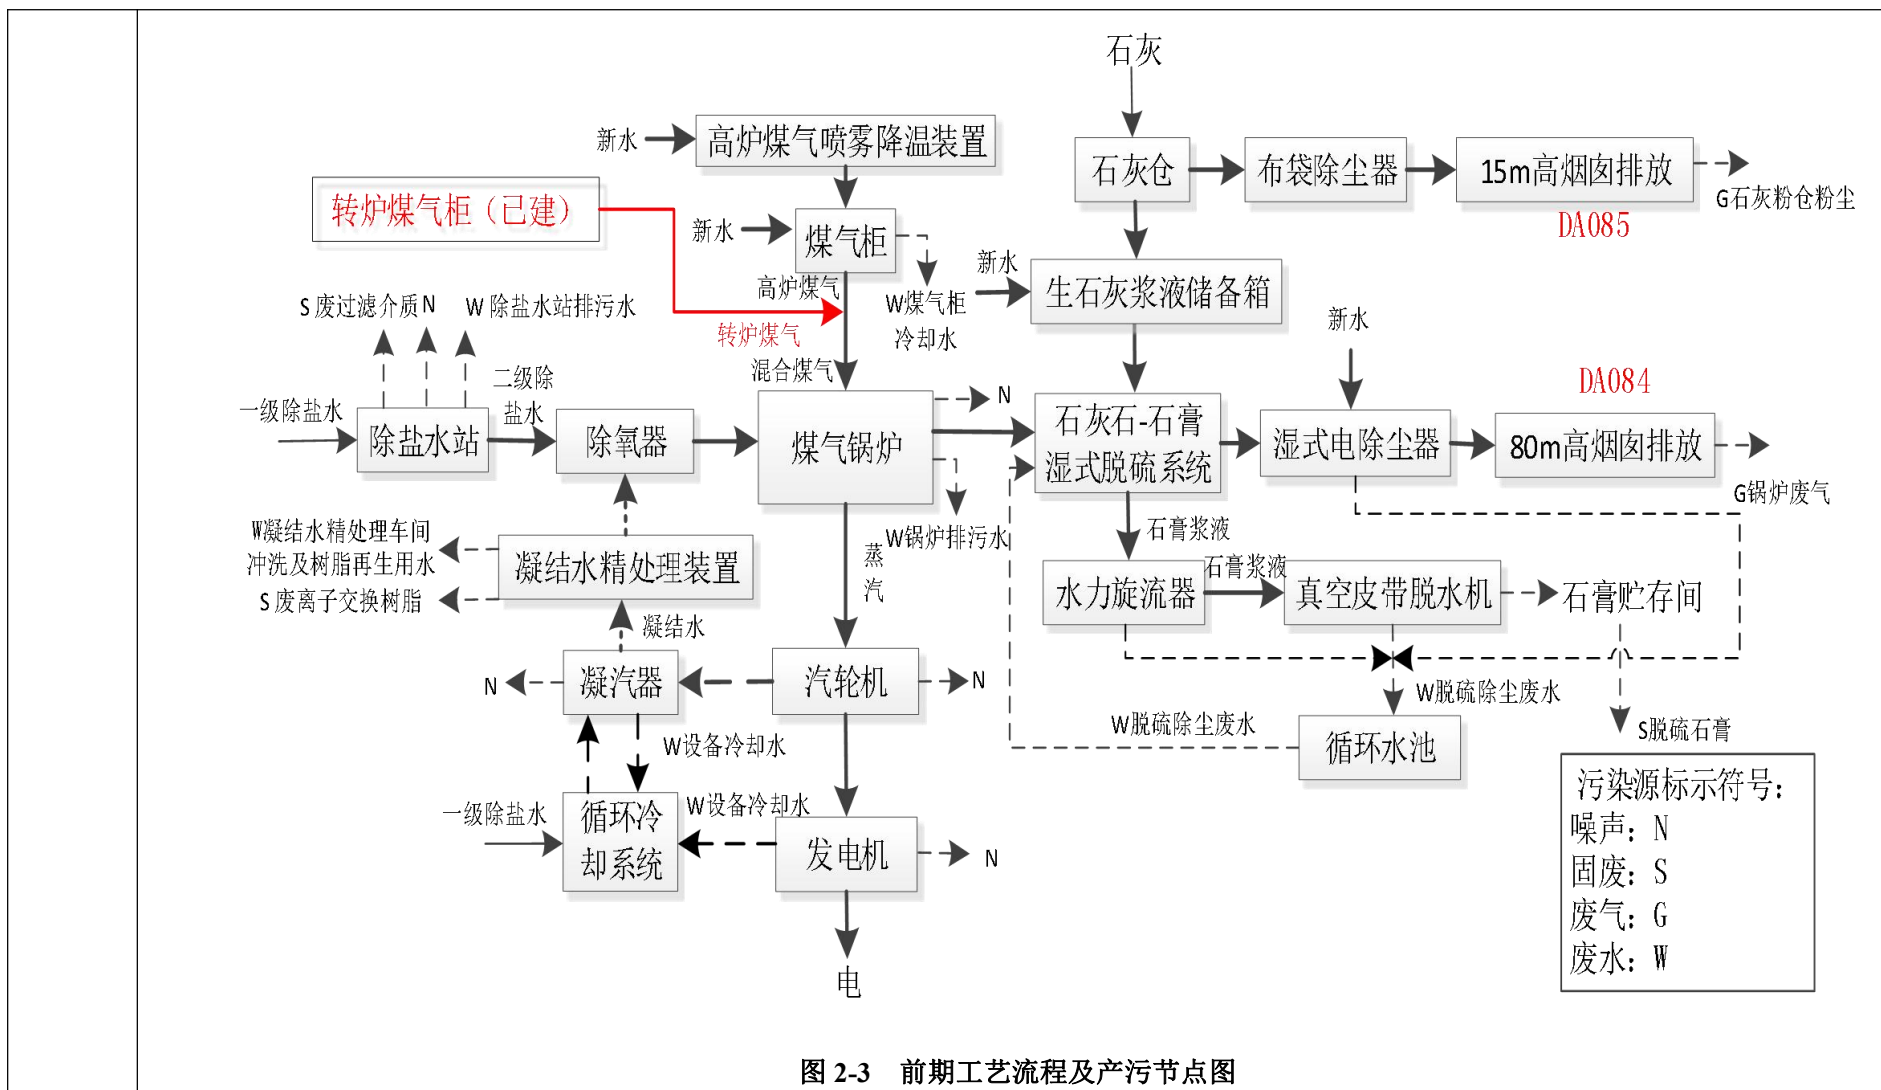 石灰
新水
高炉煤气喷雾降温装置
石灰仓
布袋除尘器
15m高烟囱排放
G石灰粉仓粉尘
DA085
转炉煤气柜（已建）
新水
煤气柜
高炉煤气
W煤气柜
冷却水
新水
生石灰浆液储备箱
转炉煤气
混合煤气
S 废过滤介质
N
W 除盐水站排污水
新水
DA084
一级除盐水
除盐水站
二级除
盐水
除氧器
煤气锅炉
N
石灰石-石膏
湿式脱硫系统
湿式电除尘器
80m高烟囱排放
G锅炉废气
W锅炉排污水
石膏浆液
W凝结水精处理车间
冲洗及树脂再生用水
S 废离子交换树脂
凝结水精处理装置
蒸
汽
水力旋流器
石膏浆液
真空皮带脱水机
石膏贮存间
凝结水
N
凝汽器
汽轮机
N
W脱硫除尘废水
W脱硫除尘废水
循环水池
S脱硫石膏
W设备冷却水
W设备冷却水
一级除盐水
循环冷
却系统
发电机
N
电
污染源标示符号：
噪声：N
固废：S
废气：G
废水：W
图 2-3 前期工艺流程及产污节点图